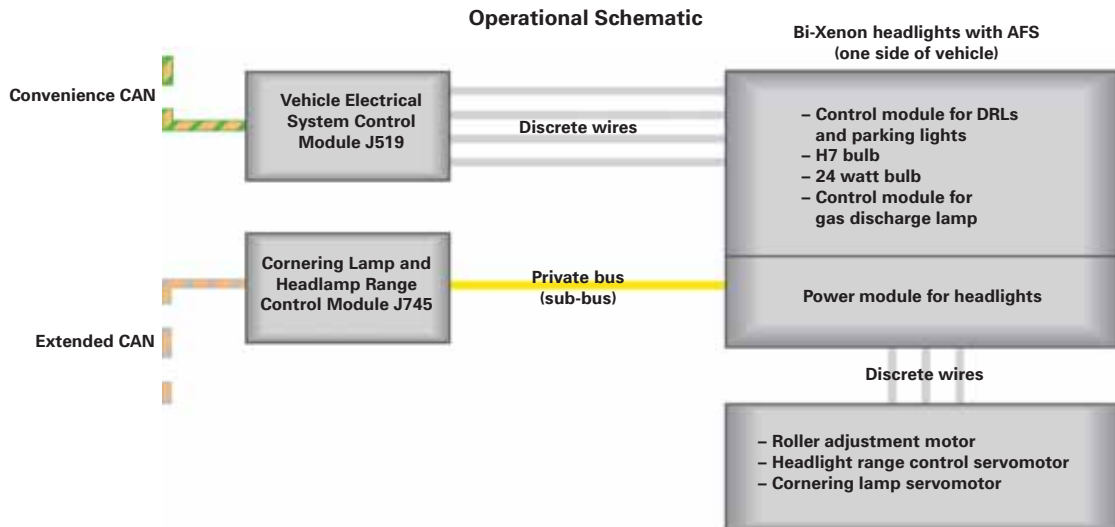 Operational Schematic
Bi-Xenon headlights with AFS
(one side of vehicle)
Convenience CAN
Vehicle Electrical
System Control
Module J519
Discrete wires
– Control module for DRLs
and parking lights
– H7 bulb
– 24 watt bulb
– Control module for
gas discharge lamp
Cornering Lamp and
Headlamp Range
Control Module J745
Private bus
(sub-bus)
Power module for headlights
Extended CAN
Discrete wires
– Roller adjustment motor
– Headlight range control servomotor
– Cornering lamp servomotor